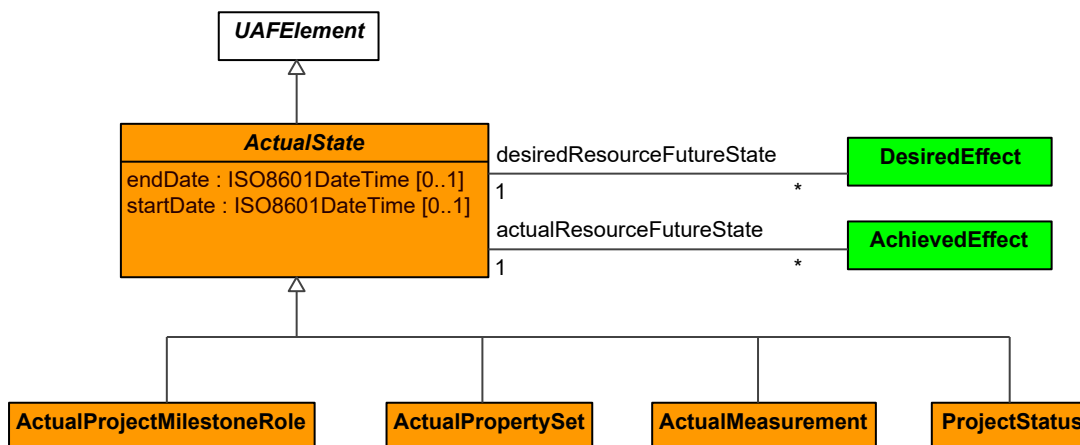 UAFElement
ActualState
endDate : ISO8601DateTime [0..1]
startDate : ISO8601DateTime [0..1]
desiredResourceFutureState
1 *
DesiredEffect
actualResourceFutureState
1 *
AchievedEffect
ActualProjectMilestoneRole
ActualPropertySet
ActualMeasurement
ProjectStatus